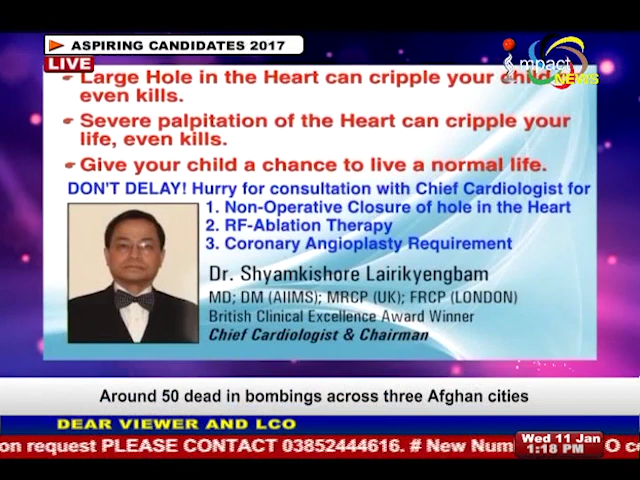 ASPIRING CANDIDATES 2017
LIVE
impact
NEWS
Large Hole in the Heart can cripple your child
even kills.
Severe palpitation of the Heart can cripple your
life, even kills.
Give your child a chance to live a normal life.
DON'T DELAY! Hurry for consultation with Chief Cardiologist for
1. Non-Operative Closure of hole in the Heart
2. RF-Ablation Therapy
3. Coronary Angioplasty Requirement
Dr. Shyamkishore Lairikyengbam
MD; DM (AIIMS); MRCP (UK); FRCP (LONDON)
British Clinical Excellence Award Winner
Chief Cardiologist & Chairman
Around 50 dead in bombings across three Afghan cities
DEAR VIEWER AND LCO
on request PLEASE CONTACT 03852444616. # New Num
Wed 11 Jan
1:18 PM